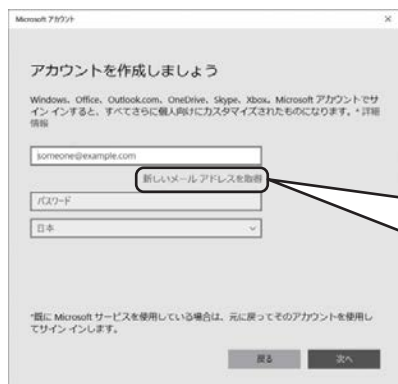 Microsoft アカウント
アカウントを作成しましょう
Windows、Office、Outlook.com、OneDrive、Skype、Xbox。Microsoft アカウントでサ
イン インすると、すべてさらに個人向けにカスタマイズされたものになります。* 詳細
情報
someone@example.com
新しいメール アドレスを取得
パスワード
日本
*既に Microsoft サービスを使用している場合は、元に戻ってそのアカウントを使用し
てサイン インします。
戻る
次へ